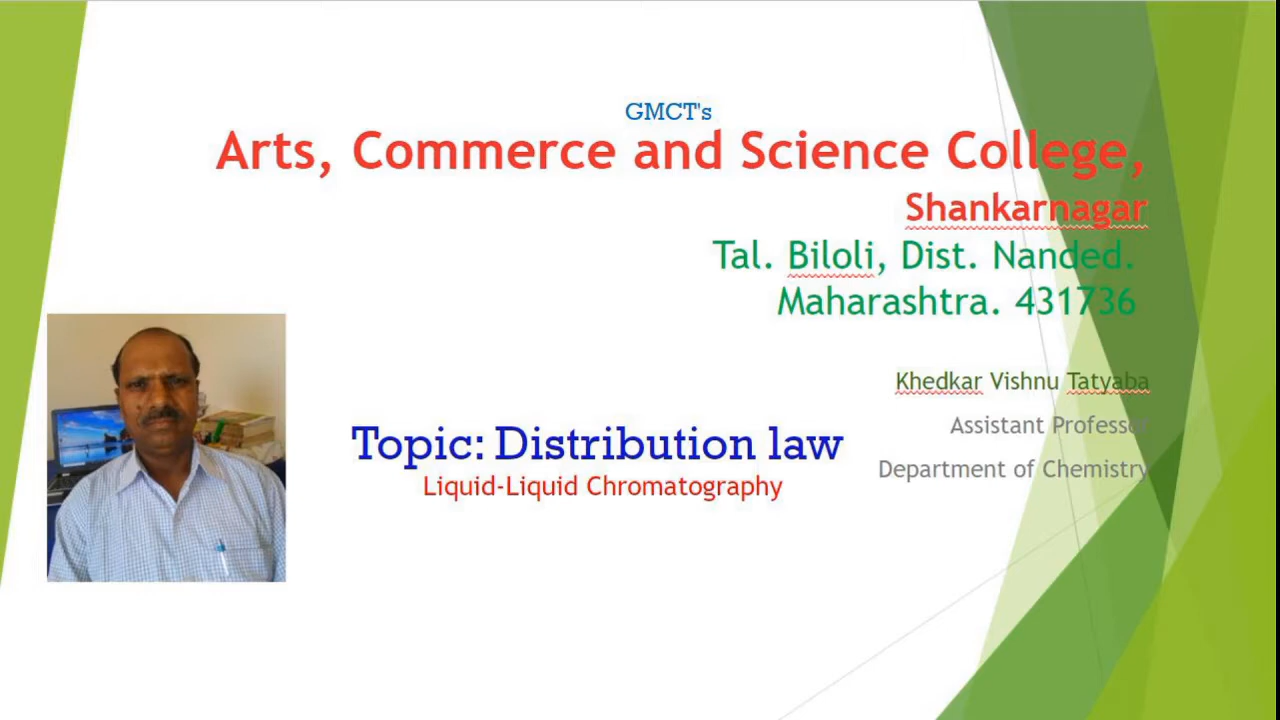 GMCT's
Arts, Commerce and Science College,
Shankarnagar
Tal. Biloli, Dist. Nanded.
Maharashtra. 431736
Khedkar Vishnu Tatyaba
Assistant Professor
Department of Chemistry
Topic: Distribution law
Liquid-Liquid Chromatography